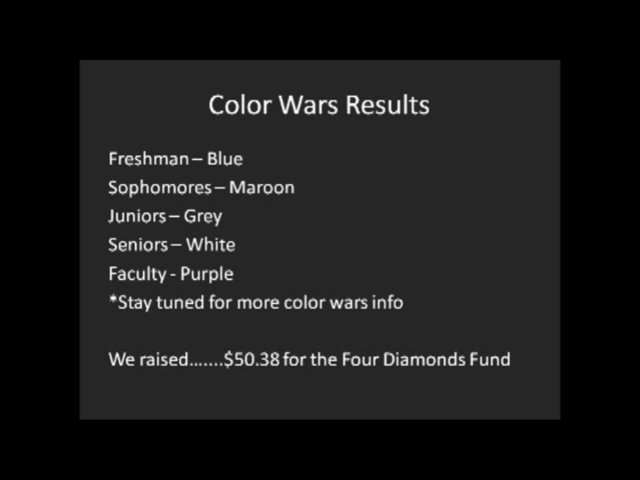 Color Wars Results
Freshman – Blue
Sophomores – Maroon
Juniors – Grey
Seniors – White
Faculty - Purple
*Stay tuned for more color wars info
We raised…....$50.38 for the Four Diamonds Fund